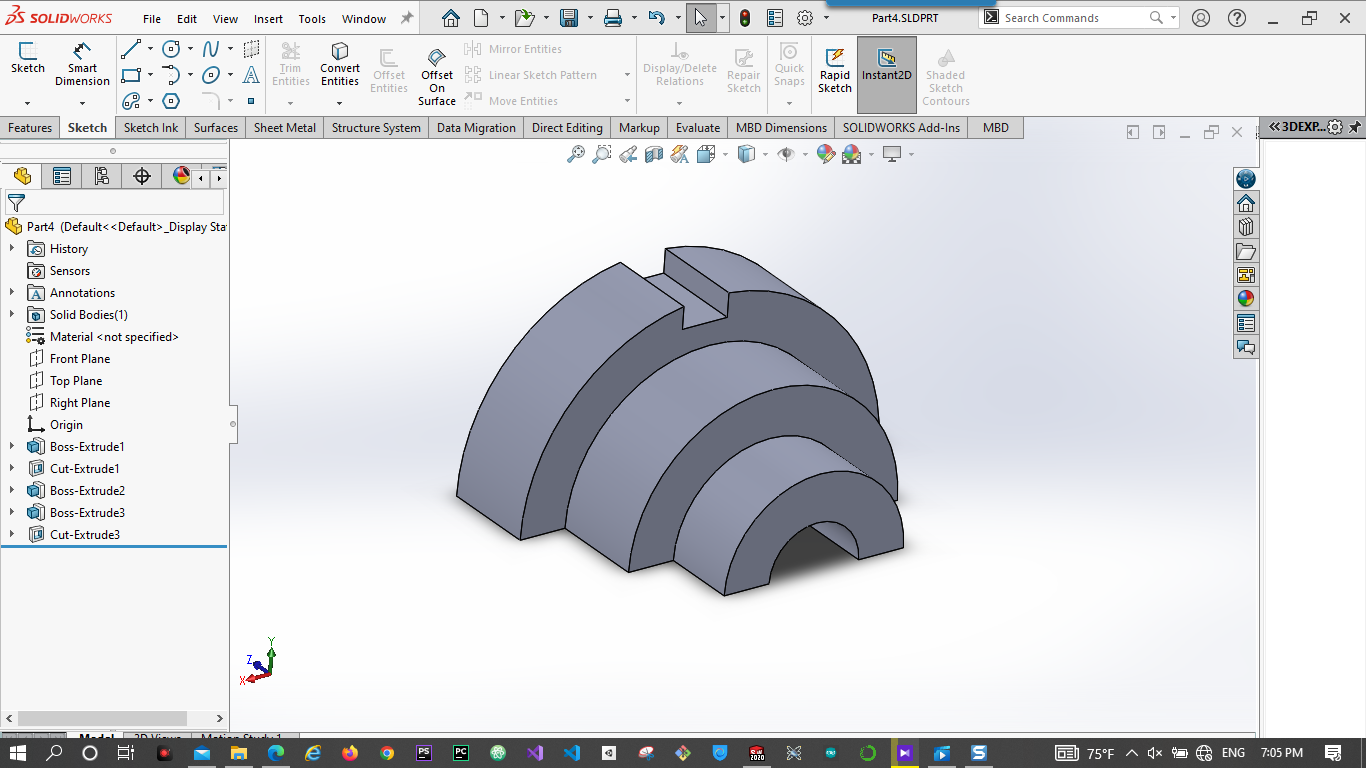 SOLIDWORKS File Edit View Insert Tools Window Part4.SLDPRT Search Commands
Sketch
Smart Dimension
Trim Entities
Convert Entities
Offset Entities
Offset On Surface
Mirror Entities
Linear Sketch Pattern
Move Entities
Display/Delete Relations
Repair Sketch
Quick Snaps
Rapid Sketch
Instant2D
Shaded Sketch Contours
Features Sketch Sketch Ink Surfaces Sheet Metal Structure System Data Migration Direct Editing Markup Evaluate MBD Dimensions SOLIDWORKS Add-Ins MBD
3DEXP...
Part4 (Default<<Default>_Display Sta
History
Sensors
Annotations
Solid Bodies(1)
Material <not specified>
Front Plane
Top Plane
Right Plane
Origin
Boss-Extrude1
Cut-Extrude1
Boss-Extrude2
Boss-Extrude3
Cut-Extrude3
Y
Z
X
Model 3D Views Motion Study 1
PS PC 2020 S 75°F ENG 7:05 PM